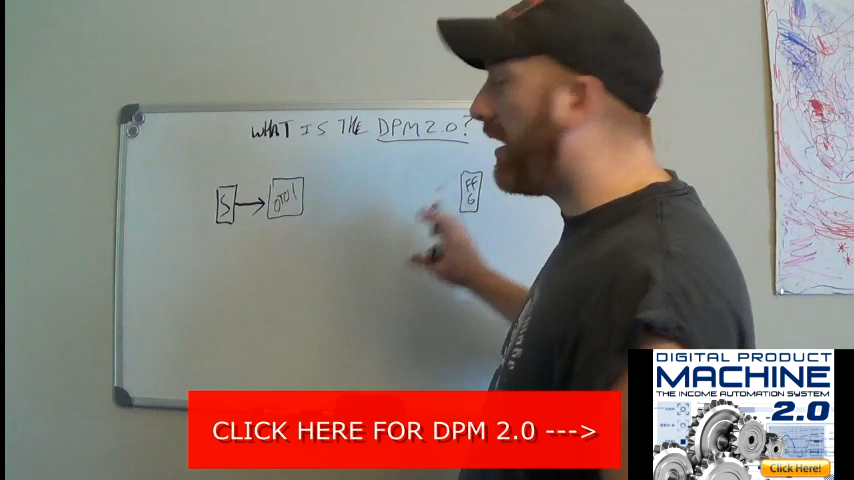 WHAT IS THE DPM 2.0?
S
OTO1
FF
G
CLICK HERE FOR DPM 2.0 --->
DIGITAL PRODUCT
MACHINE
THE INCOME AUTOMATION SYSTEM
2.0
Click Here!